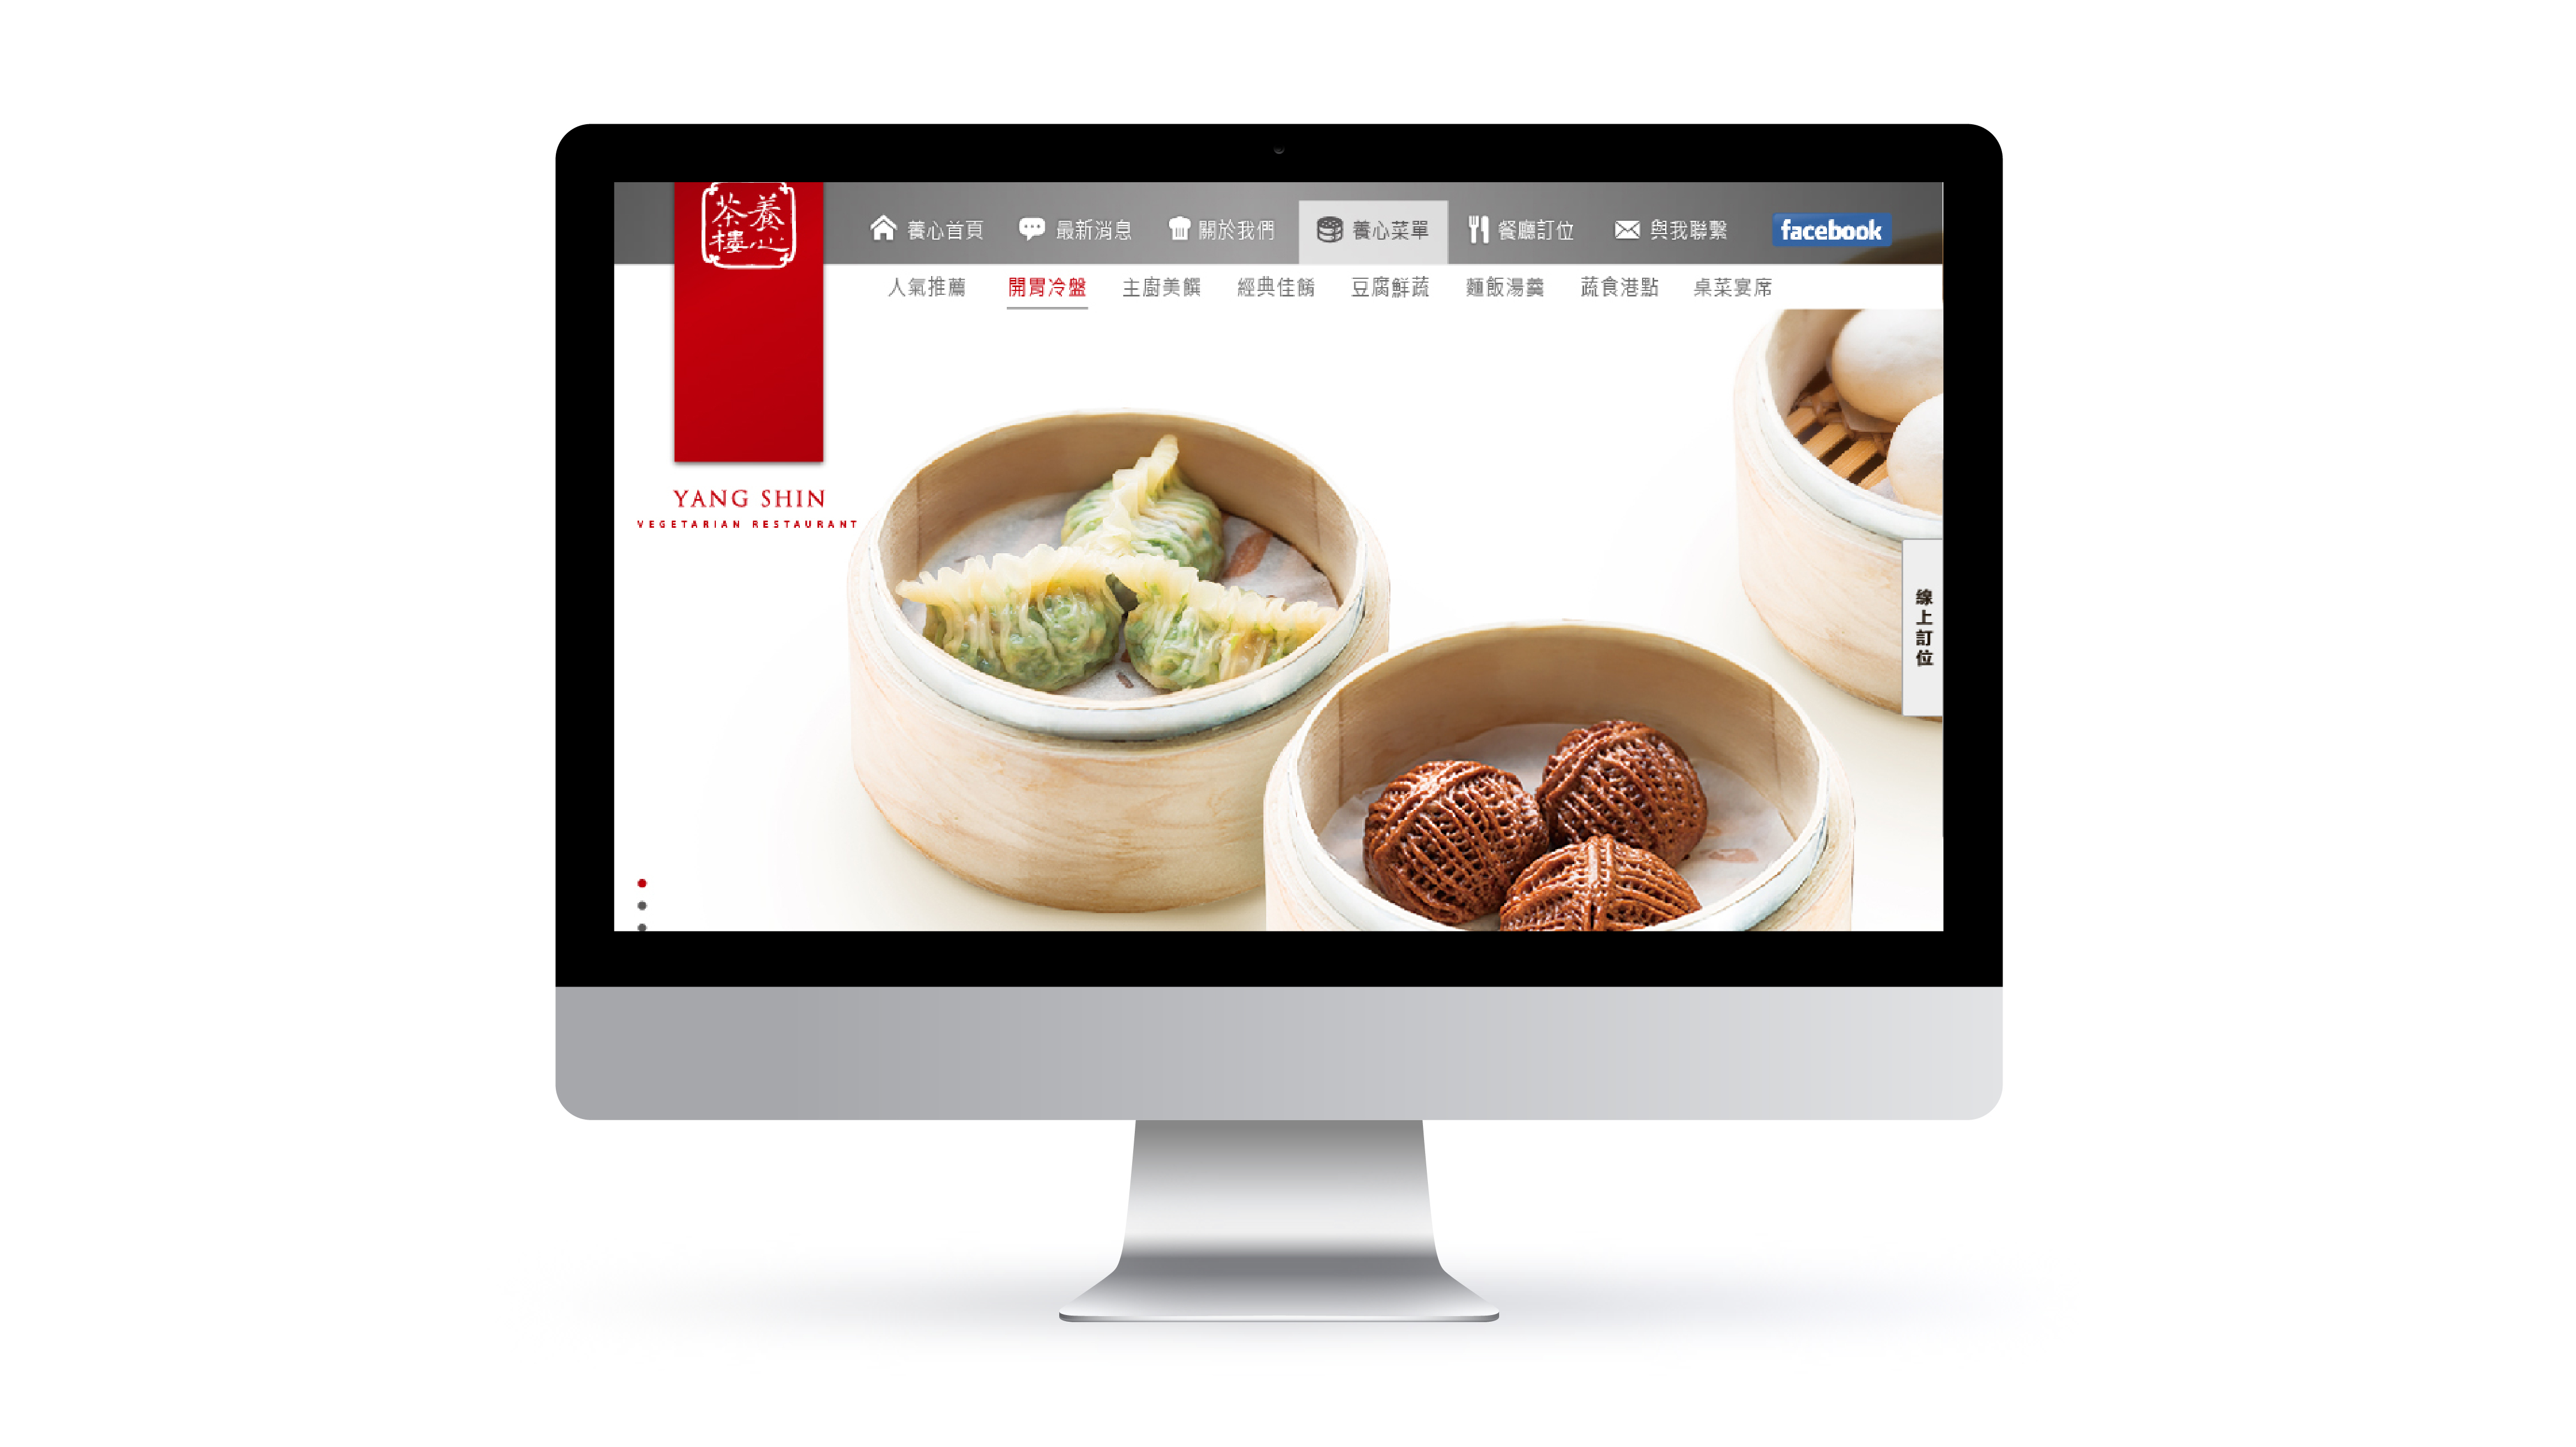 養心茶樓
養心首頁 最新消息 關於我們 養心菜單 餐廳訂位 與我聯繫 facebook
人氣推薦 開胃冷盤 主廚美饌 經典佳餚 豆腐鮮蔬 麵飯湯羹 蔬食港點 桌菜宴席
YANG SHIN
VEGETARIAN RESTAURANT
線上訂位